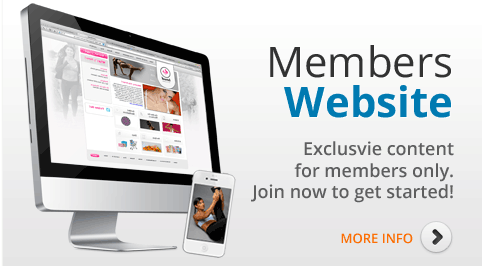 Members
Website
Exclusvie content
for members only.
Join now to get started!
MORE INFO